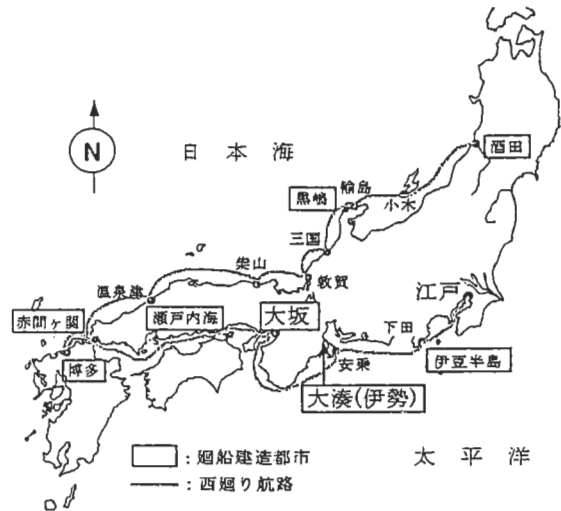 N
日本海
酒田
輪島
黒嶋
小木
三国
柴山
敦賀
温泉津
江戸
赤間ヶ関
瀬戸内海
大坂
下田
博多
安乗
伊豆半島
大湊(伊勢)
:廻船建造都市
太平洋
:西廻り航路